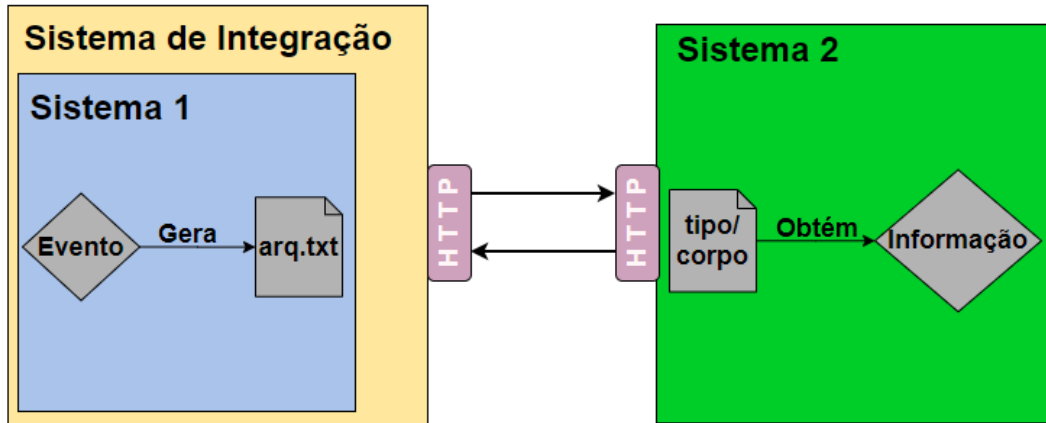 Sistema de Integração
Sistema 1
Evento
Gera
arq.txt
HTTP
HTTP
Sistema 2
tipo/
corpo
Obtém
Informação